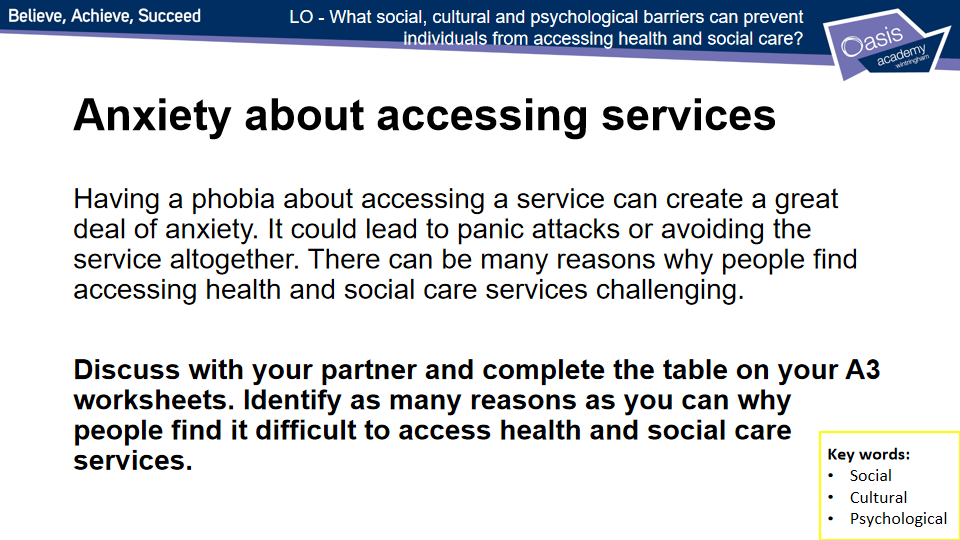 Believe, Achieve, Succeed
LO - What social, cultural and psychological barriers can prevent
individuals from accessing health and social care?
Oasis
academy
wintringham
Anxiety about accessing services
Having a phobia about accessing a service can create a great
deal of anxiety. It could lead to panic attacks or avoiding the
service altogether. There can be many reasons why people find
accessing health and social care services challenging.
Discuss with your partner and complete the table on your A3
worksheets. Identify as many reasons as you can why
people find it difficult to access health and social care
services.
Key words:
• Social
• Cultural
• Psychological